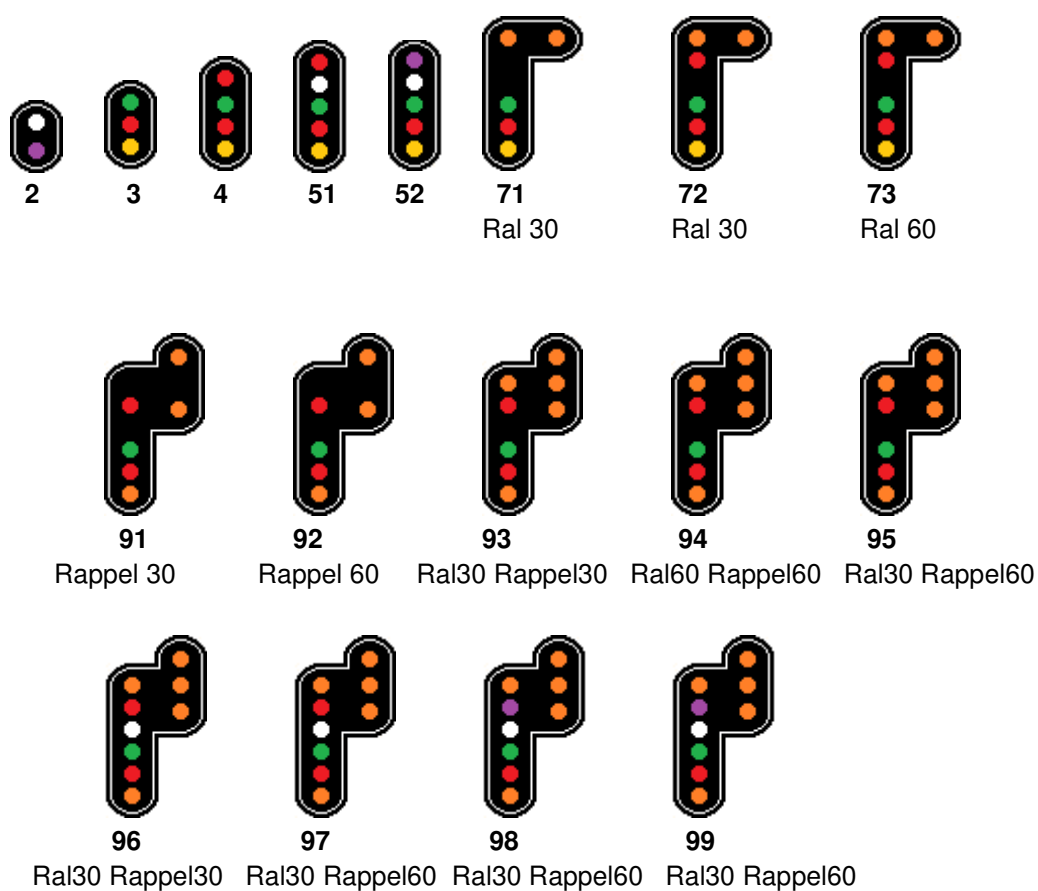 2 3 4 51 52 71 72 73
Ral 30 Ral 30 Ral 60
91 92 93 94 95
Rappel 30 Rappel 60 Ral30 Rappel30 Ral60 Rappel60 Ral30 Rappel60
96 97 98 99
Ral30 Rappel30 Ral30 Rappel60 Ral30 Rappel60 Ral30 Rappel60